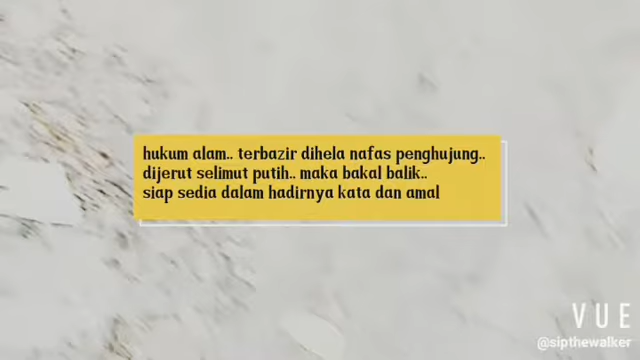 hukum alam.. terbazir dihela nafas penghujung..
dijerut selimut putih.. maka bakal balik..
siap sedia dalam hadirnya kata dan amal
VUE
@sipthewalker